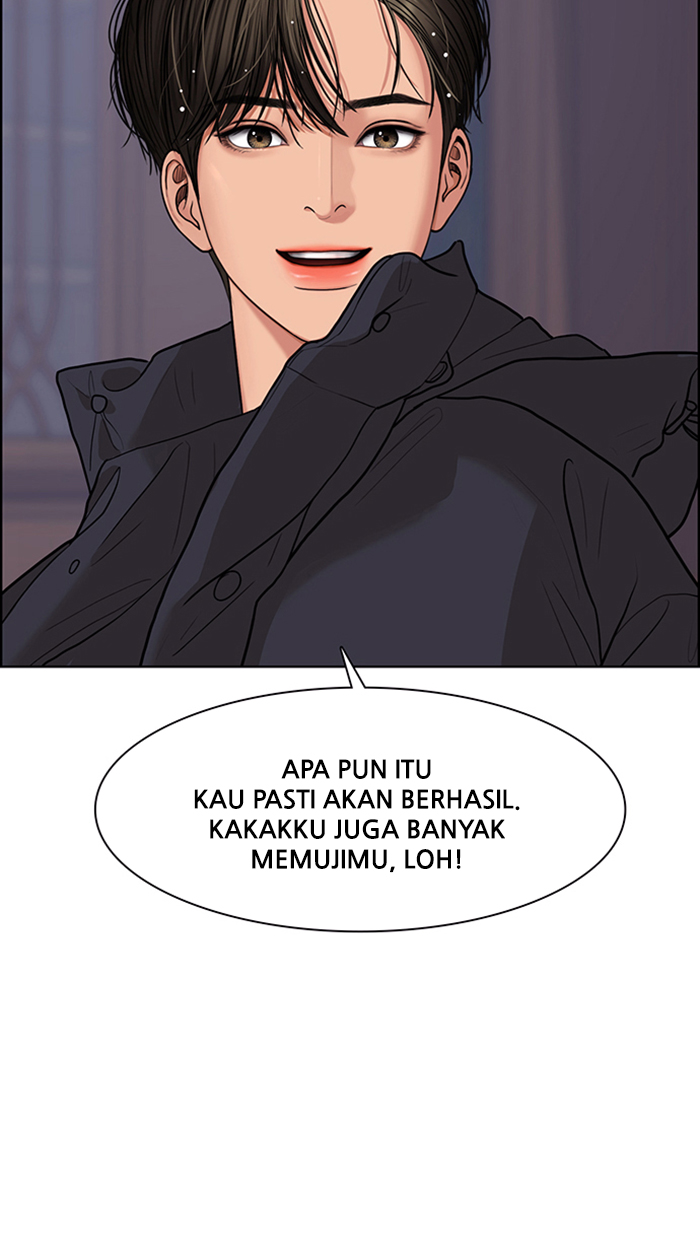 APA PUN ITU
KAU PASTI AKAN BERHASIL.
KAKAKKU JUGA BANYAK
MEMUJIMU, LOH!